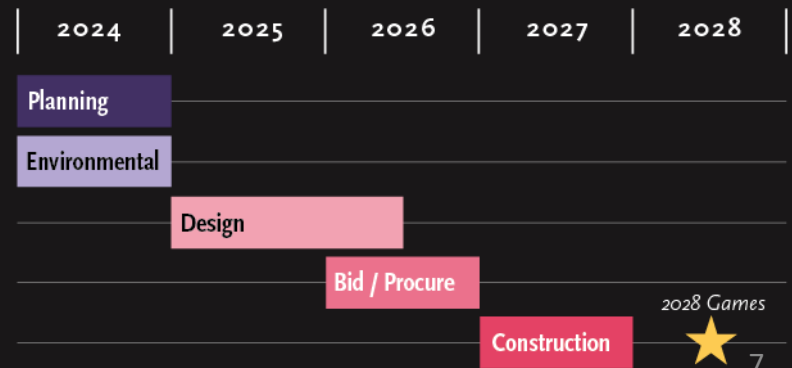 2024 2025 2026 2027 2028
Planning
Environmental
Design
Bid / Procure
2028 Games
Construction
7